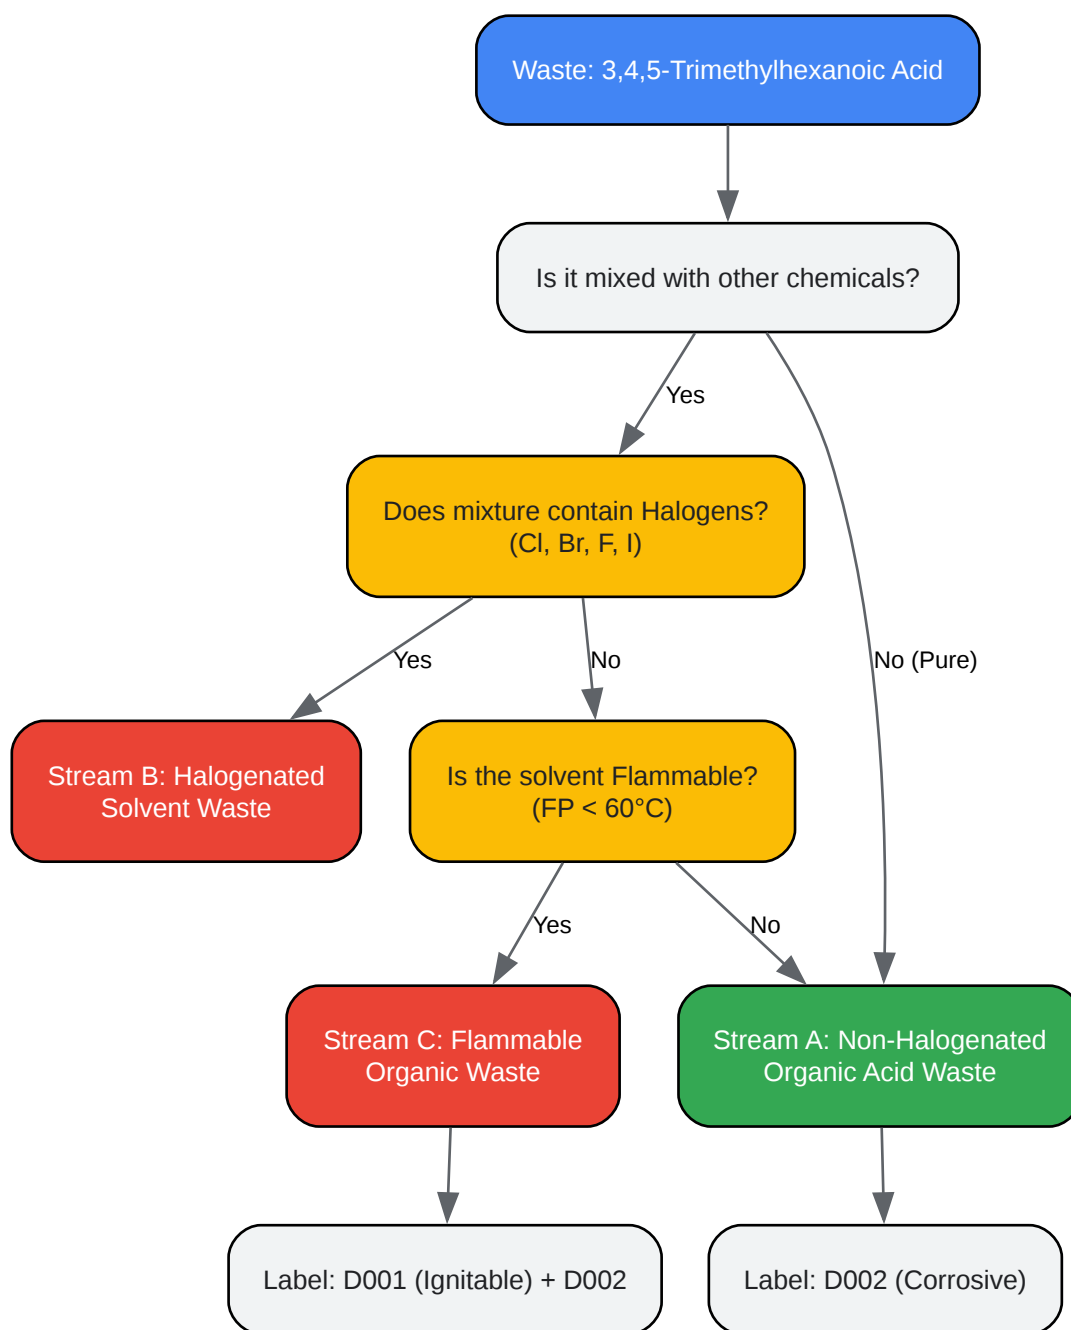 Waste: 3,4,5-Trimethylhexanoic Acid
Is it mixed with other chemicals?
Yes
Does mixture contain Halogens?
(Cl, Br, F, I)
Yes
No
No (Pure)
Stream B: Halogenated
Solvent Waste
Is the solvent Flammable?
(FP < 60°C)
Yes
No
Stream C: Flammable
Organic Waste
Stream A: Non-Halogenated
Organic Acid Waste
Label: D001 (Ignitable) + D002
Label: D002 (Corrosive)